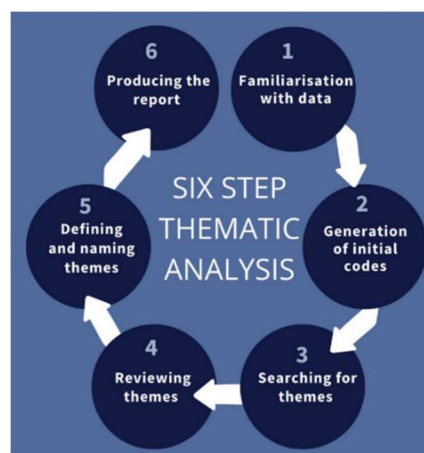 SIX STEP
THEMATIC
ANALYSIS
1
Familiarisation
with data
2
Generation
of initial
codes
3
Searching for
themes
4
Reviewing
themes
5
Defining
and naming
themes
6
Producing the
report